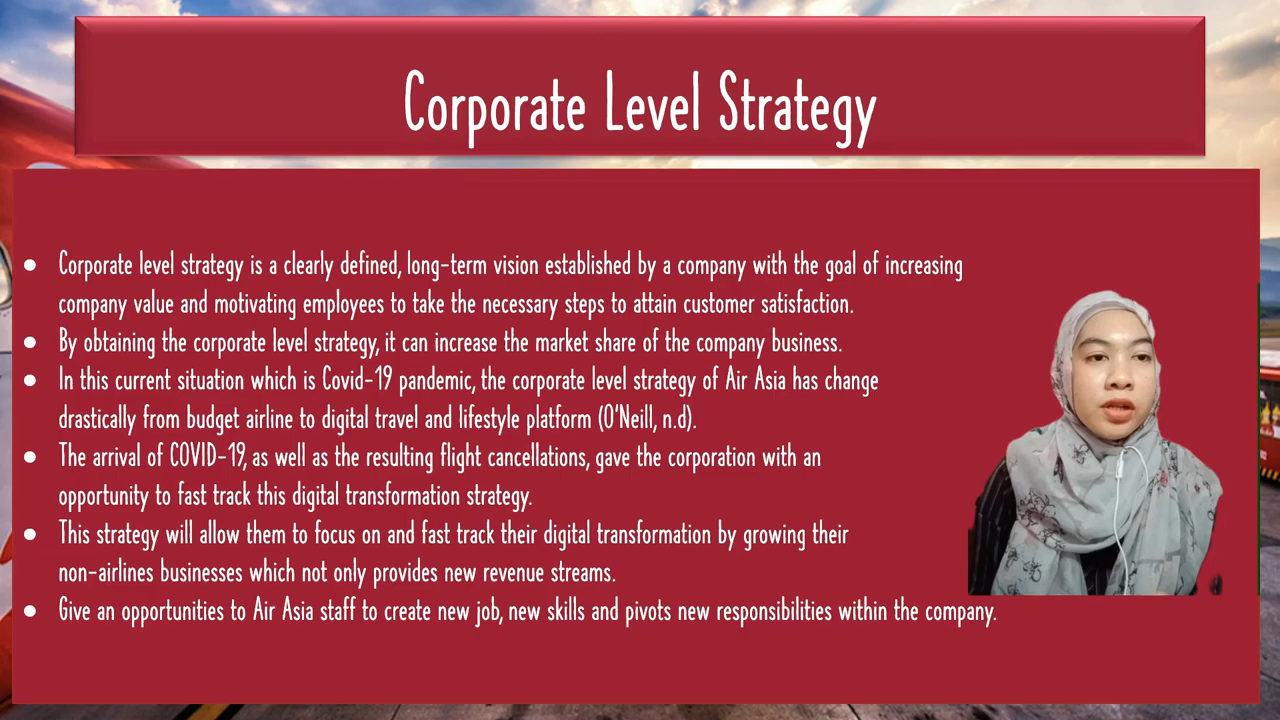 Corporate Level Strategy
● Corporate level strategy is a clearly defined, long-term vision established by a company with the goal of increasing
company value and motivating employees to take the necessary steps to attain customer satisfaction.
● By obtaining the corporate level strategy, it can increase the market share of the company business.
● In this current situation which is Covid-19 pandemic, the corporate level strategy of Air Asia has change
drastically from budget airline to digital travel and lifestyle platform (O'Neill, n.d).
● The arrival of COVID-19, as well as the resulting flight cancellations, gave the corporation with an
opportunity to fast track this digital transformation strategy.
● This strategy will allow them to focus on and fast track their digital transformation by growing their
non-airlines businesses which not only provides new revenue streams.
● Give an opportunities to Air Asia staff to create new job, new skills and pivots new responsibilities within the company.